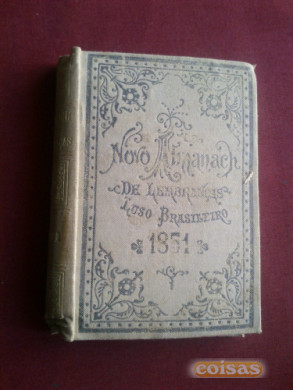 Novo Almanach
De Lembranças
Luso Brasileiro
1851
coisas